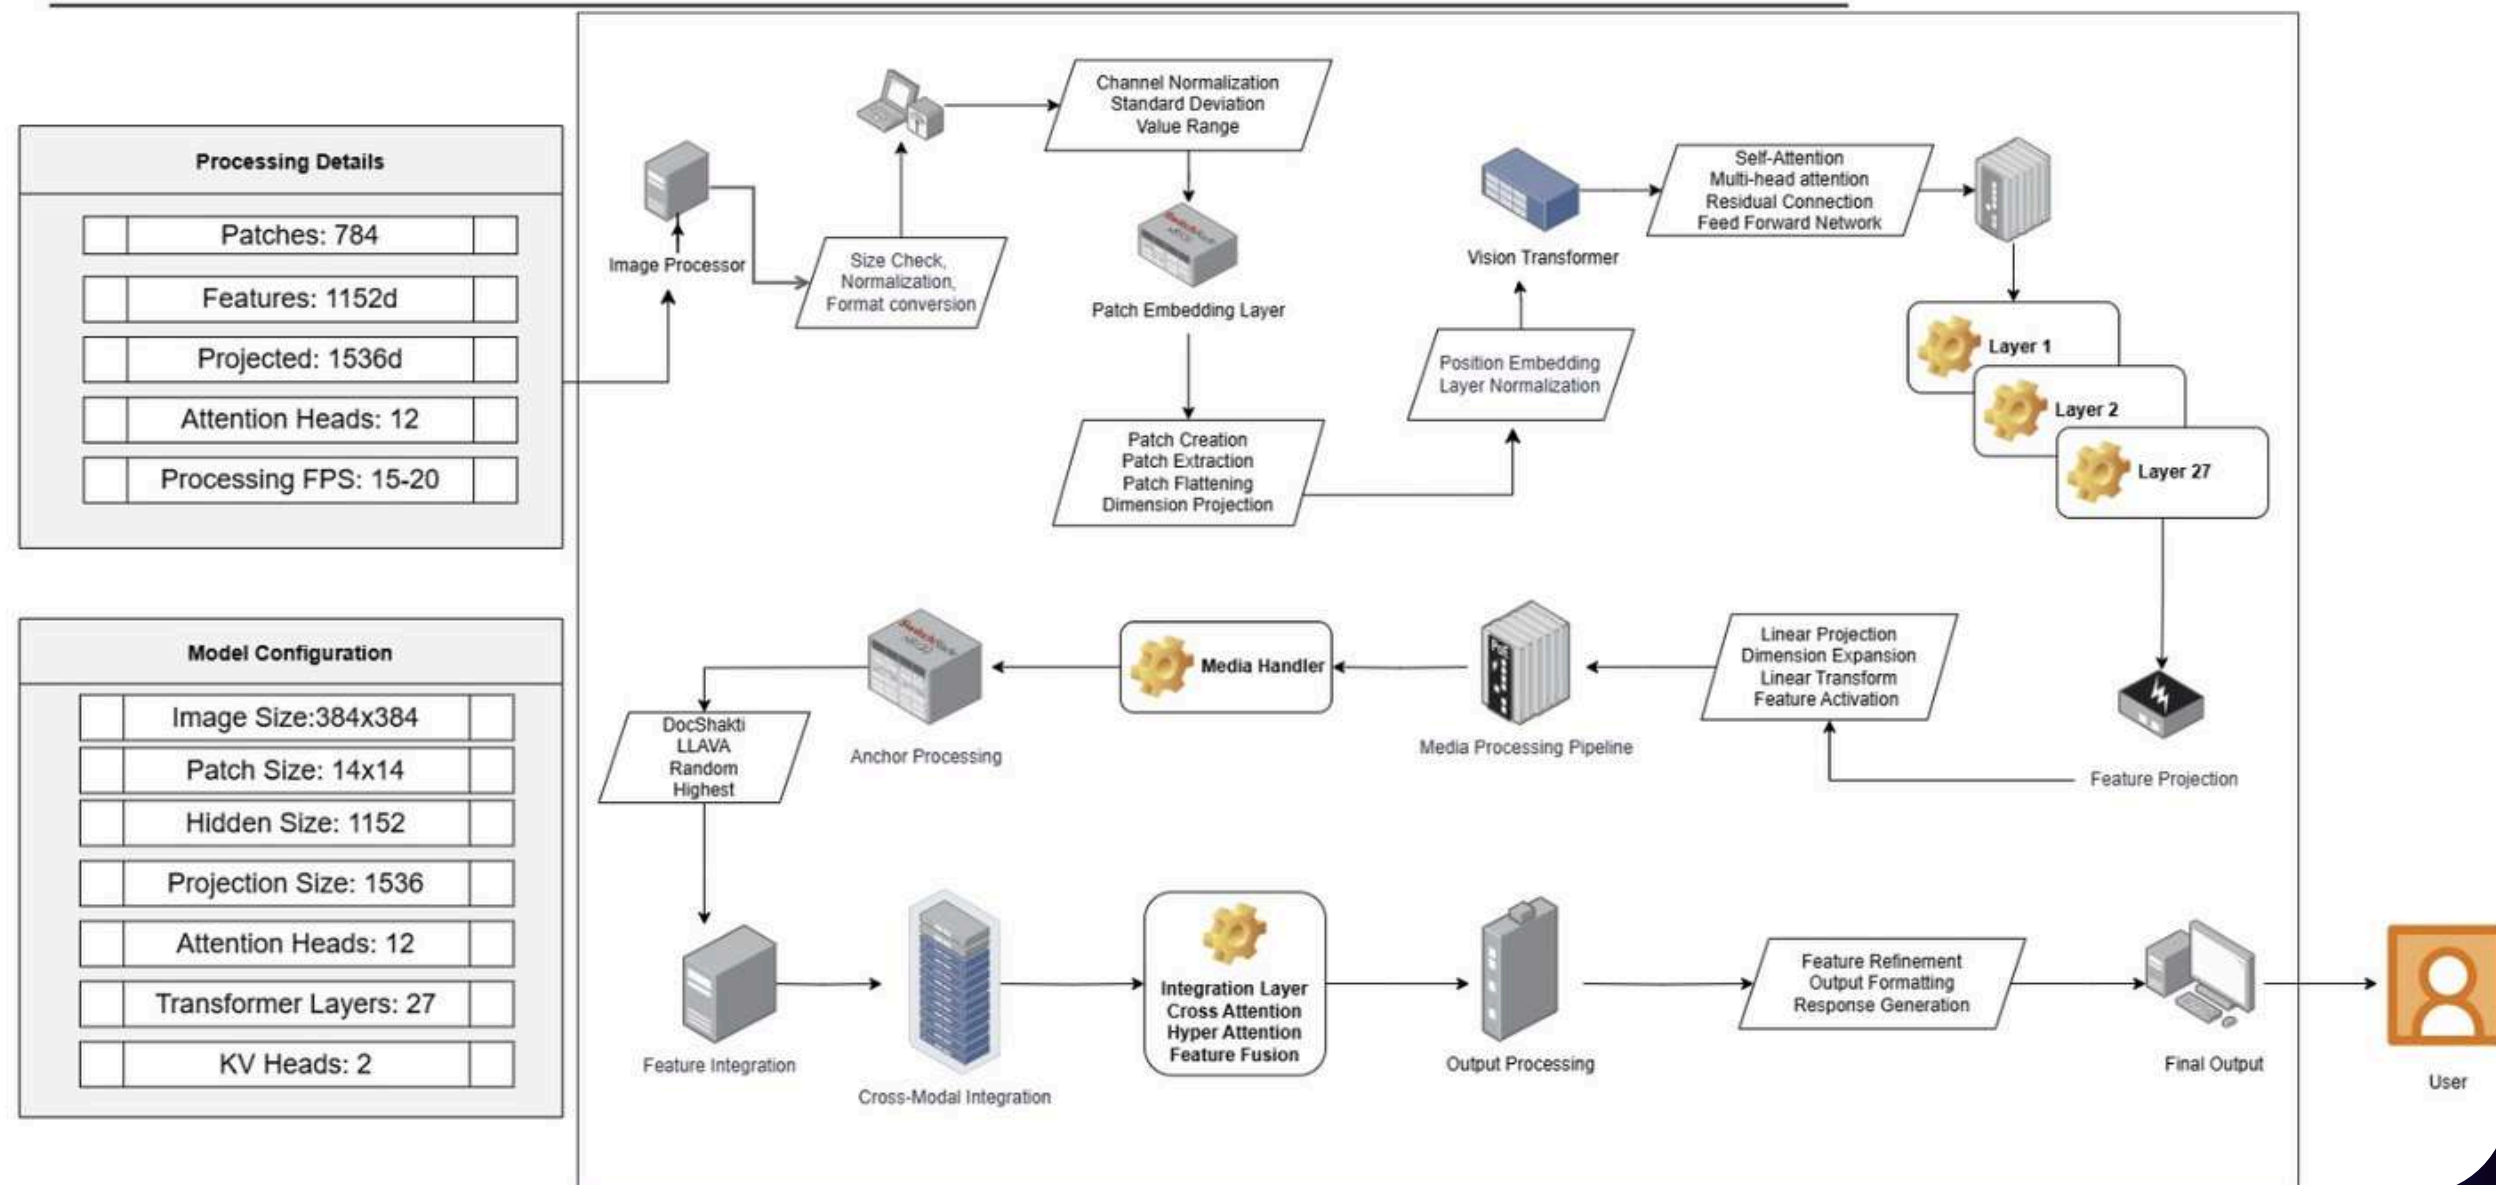 Processing Details
Patches: 784
Features: 1152d
Projected: 1536d
Attention Heads: 12
Processing FPS: 15-20
Model Configuration
Image Size:384x384
Patch Size: 14x14
Hidden Size: 1152
Projection Size: 1536
Attention Heads: 12
Transformer Layers: 27
KV Heads: 2
Image Processor
Size Check,
Normalization,
Format conversion
Channel Normalization
Standard Deviation
Value Range
Patch Embedding Layer
Patch Creation
Patch Extraction
Patch Flattening
Dimension Projection
Position Embedding
Layer Normalization
Vision Transformer
Self-Attention
Multi-head attention
Residual Connection
Feed Forward Network
Layer 1
Layer 2
Layer 27
Feature Projection
Linear Projection
Dimension Expansion
Linear Transform
Feature Activation
Media Processing Pipeline
Media Handler
Anchor Processing
DocShakti
LLAVA
Random
Highest
Feature Integration
Cross-Modal Integration
Integration Layer
Cross Attention
Hyper Attention
Feature Fusion
Output Processing
Feature Refinement
Output Formatting
Response Generation
Final Output
User